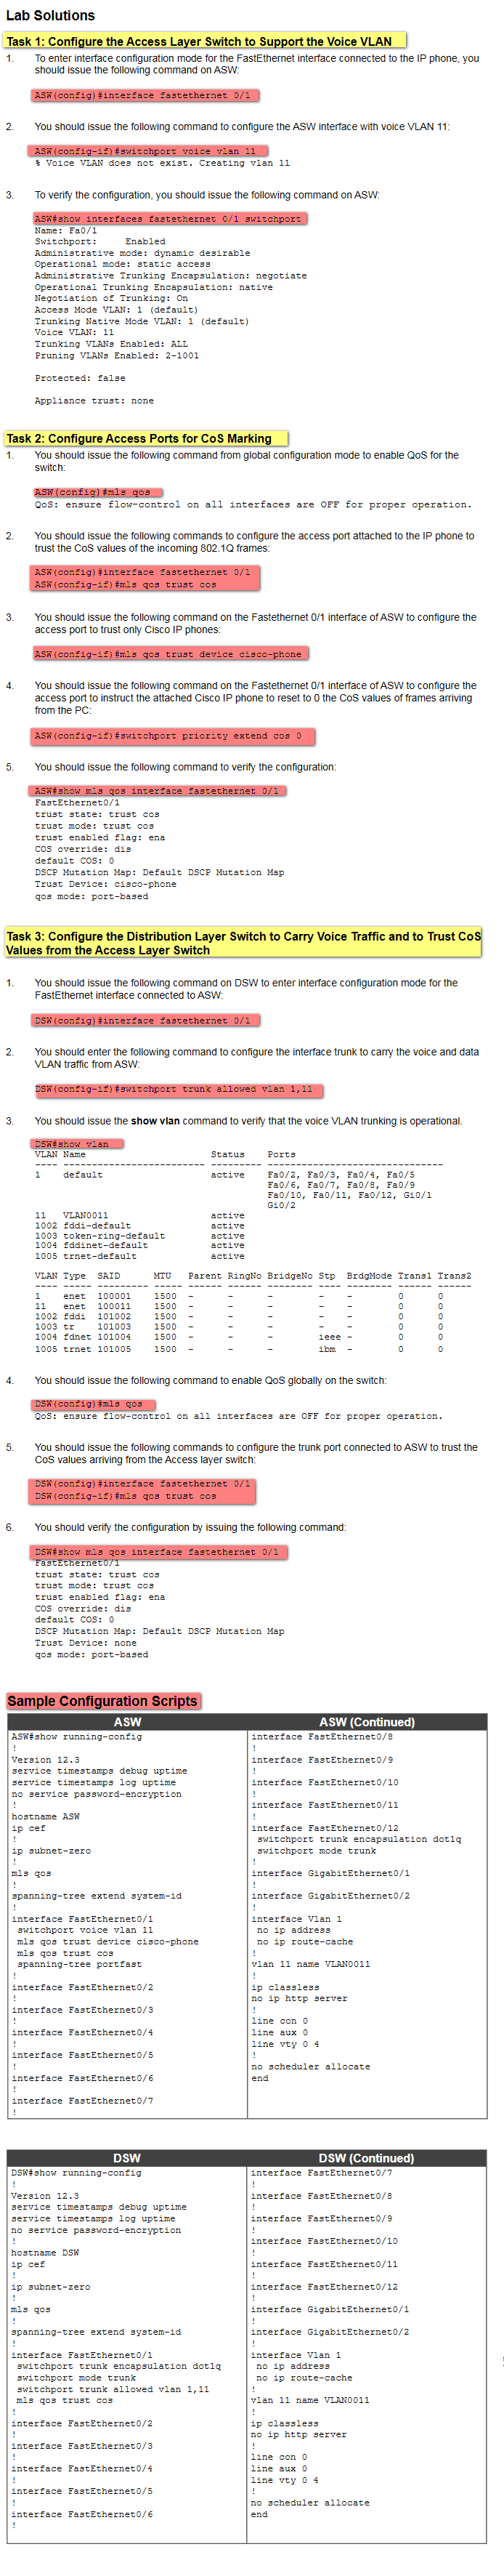 Lab Solutions
Task 1: Configure the Access Layer Switch to Support the Voice VLAN
1. To enter interface configuration mode for the FastEthernet interface connected to the IP phone, you
should issue the following command on ASW:
ASW(config)#interface fastethernet 0/1
2. You should issue the following command to configure the ASW interface with voice VLAN 11:
ASW(config-if)#switchport voice vlan 11
% Voice VLAN does not exist. Creating vlan 11
3. To verify the configuration, you should issue the following command on ASW:
ASW#show interfaces fastethernet 0/1 switchport
Name: Fa0/1
Switchport: Enabled
Administrative mode: dynamic desirable
Operational mode: static access
Administrative Trunking Encapsulation: negotiate
Operational Trunking Encapsulation: native
Negotiation of Trunking: On
Access Mode VLAN: 1 (default)
Trunking Native Mode VLAN: 1 (default)
Voice VLAN: 11
Trunking VLANs Enabled: ALL
Pruning VLANs Enabled: 2-1001
Protected: false
Appliance trust: none
Task 2: Configure Access Ports for CoS Marking
1. You should issue the following command from global configuration mode to enable QoS for the
switch:
ASW(config)#mls qos
QoS: ensure flow-control on all interfaces are OFF for proper operation.
2. You should issue the following commands to configure the access port attached to the IP phone to
trust the CoS values of the incoming 802.1Q frames:
ASW(config)#interface fastethernet 0/1
ASW(config-if)#mls qos trust cos
3. You should issue the following command on the Fastethernet 0/1 interface of ASW to configure the
access port to trust only Cisco IP phones:
ASW(config-if)#mls qos trust device cisco-phone
4. You should issue the following command on the Fastethernet 0/1 interface of ASW to configure the
access port to instruct the attached Cisco IP phone to reset to 0 the CoS values of frames arriving
from the PC:
ASW(config-if)#switchport priority extend cos 0
5. You should issue the following command to verify the configuration:
ASW#show mls qos interface fastethernet 0/1
FastEthernet0/1
trust state: trust cos
trust mode: trust cos
trust enabled flag: ena
COS override: dis
default COS: 0
DSCP Mutation Map: Default DSCP Mutation Map
Trust Device: cisco-phone
qos mode: port-based
Task 3: Configure the Distribution Layer Switch to Carry Voice Traffic and to Trust CoS
Values from the Access Layer Switch
1. You should issue the following command on DSW to enter interface configuration mode for the
FastEthernet interface connected to ASW:
DSW(config)#interface fastethernet 0/1
2. You should enter the following command to configure the interface trunk to carry the voice and data
VLAN traffic from ASW:
DSW(config-if)#switchport trunk allowed vlan 1,11
3. You should issue the show vlan command to verify that the voice VLAN trunking is operational.
DSW#show vlan
VLAN Name Status Ports
---- -------------------------------- --------- -------------------------------
1 default active Fa0/2, Fa0/3, Fa0/4, Fa0/5
Fa0/6, Fa0/7, Fa0/8, Fa0/9
Fa0/10, Fa0/11, Fa0/12, Gi0/1
Gi0/2
11 VLAN0011 active
1002 fddi-default active
1003 token-ring-default active
1004 fddinet-default active
1005 trnet-default active
VLAN Type SAID MTU Parent RingNo BridgeNo Stp BrdgMode Trans1 Trans2
---- ----- ---------- ----- ------ ------ -------- ---- -------- ------ ------
1 enet 100001 1500 - - - - - 0 0
11 enet 100011 1500 - - - - - 0 0
1002 fddi 101002 1500 - - - - - 0 0
1003 tr 101003 1500 - - - - - 0 0
1004 fdnet 101004 1500 - - - ieee - 0 0
1005 trnet 101005 1500 - - - ibm - 0 0
4. You should issue the following command to enable QoS globally on the switch:
DSW(config)#mls qos
QoS: ensure flow-control on all interfaces are OFF for proper operation.
5. You should issue the following commands to configure the trunk port connected to ASW to trust the
CoS values arriving from the Access layer switch:
DSW(config)#interface fastethernet 0/1
DSW(config-if)#mls qos trust cos
6. You should verify the configuration by issuing the following command:
DSW#show mls qos interface fastethernet 0/1
FastEthernet0/1
trust state: trust cos
trust mode: trust cos
trust enabled flag: ena
COS override: dis
default COS: 0
DSCP Mutation Map: Default DSCP Mutation Map
Trust Device: none
qos mode: port-based
Sample Configuration Scripts
ASW
ASW#show running-config
!
Version 12.3
service timestamps debug uptime
service timestamps log uptime
no service password-encryption
!
hostname ASW
ip cef
!
ip subnet-zero
!
mls qos
!
spanning-tree extend system-id
!
interface FastEthernet0/1
switchport voice vlan 11
mls qos trust device cisco-phone
mls qos trust cos
spanning-tree portfast
!
interface FastEthernet0/2
!
interface FastEthernet0/3
!
interface FastEthernet0/4
!
interface FastEthernet0/5
!
interface FastEthernet0/6
!
interface FastEthernet0/7
!
ASW (Continued)
interface FastEthernet0/8
!
interface FastEthernet0/9
!
interface FastEthernet0/10
!
interface FastEthernet0/11
!
interface FastEthernet0/12
switchport trunk encapsulation dot1q
switchport mode trunk
!
interface GigabitEthernet0/1
!
interface GigabitEthernet0/2
!
interface Vlan 1
no ip address
no ip route-cache
!
vlan 11 name VLAN0011
!
ip classless
no ip http server
!
line con 0
line aux 0
line vty 0 4
!
no scheduler allocate
end
DSW
DSW#show running-config
!
Version 12.3
service timestamps debug uptime
service timestamps log uptime
no service password-encryption
!
hostname DSW
ip cef
!
ip subnet-zero
!
mls qos
!
spanning-tree extend system-id
!
interface FastEthernet0/1
switchport trunk encapsulation dot1q
switchport mode trunk
switchport trunk allowed vlan 1,11
mls qos trust cos
!
interface FastEthernet0/2
!
interface FastEthernet0/3
!
interface FastEthernet0/4
!
interface FastEthernet0/5
!
interface FastEthernet0/6
!
DSW (Continued)
interface FastEthernet0/7
!
interface FastEthernet0/8
!
interface FastEthernet0/9
!
interface FastEthernet0/10
!
interface FastEthernet0/11
!
interface FastEthernet0/12
!
interface GigabitEthernet0/1
!
interface GigabitEthernet0/2
!
interface Vlan 1
no ip address
no ip route-cache
!
vlan 11 name VLAN0011
!
ip classless
no ip http server
!
line con 0
line aux 0
line vty 0 4
!
no scheduler allocate
end